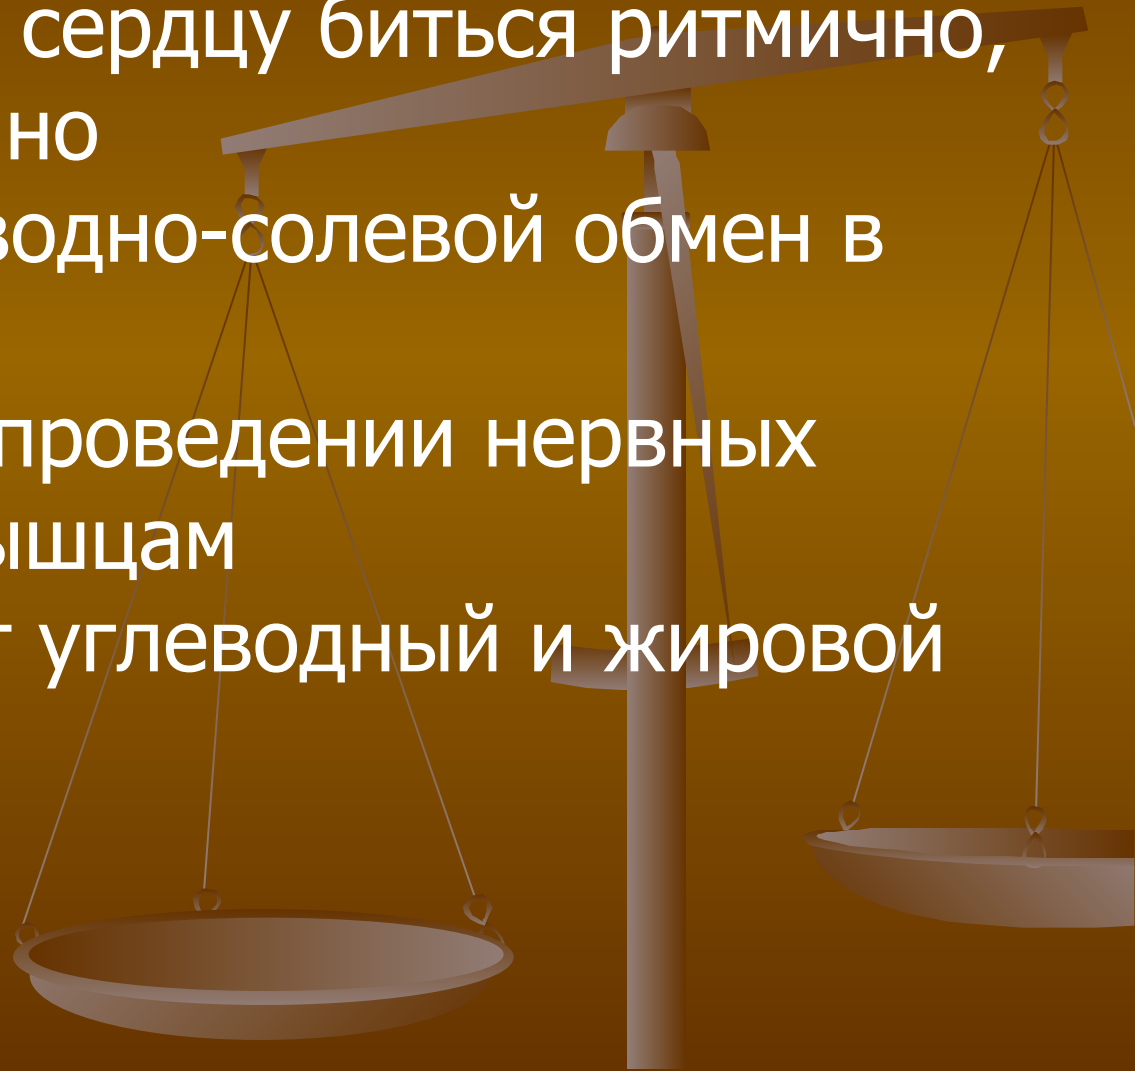 сердцу биться ритмично,
но
водно-солевой обмен в
проведении нервных
ышцам
т углеводный и жировой